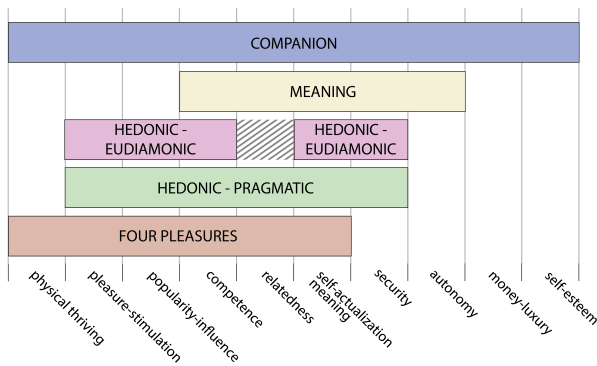 COMPANION
MEANING
HEDONIC -
EUDIAMONIC
HEDONIC -
EUDIAMONIC
HEDONIC - PRAGMATIC
FOUR PLEASURES
physical thriving
pleasure-stimulation
popularity-influence
competence
relatedness
self-actualization
meaning
security
autonomy
money-luxury
self-esteem